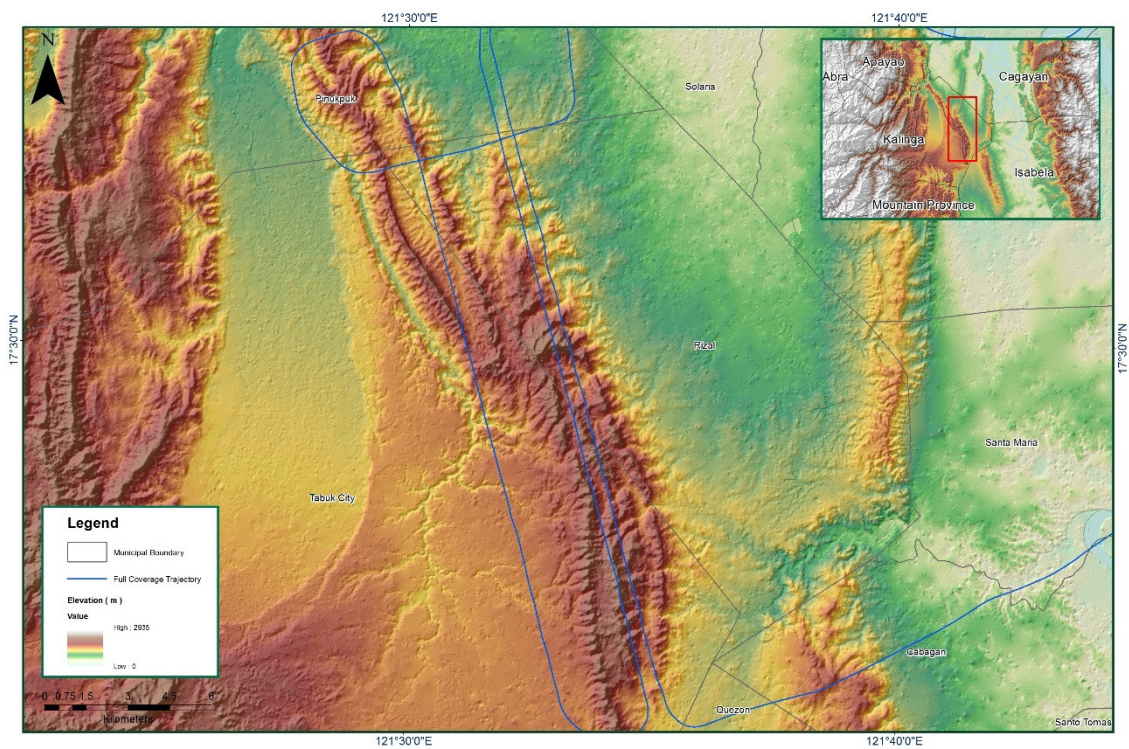 121°30'0"E
121°40'0"E
N
Pinukpuk
Solana
Apayao
Abra
Cagayan
Kalinga
Isabela
Mountain Province
17°30'0"N
17°30'0"N
Rizal
Santa Maria
Tabuk City
Legend
Municipal Boundary
Full Coverage Trajectory
Elevation ( m )
Value
High : 2935
Low : 0
0 0.75 1.5 3 4.5 6
Kilometers
Cabagan
Quezon
Santo Tomas
121°30'0"E
121°40'0"E